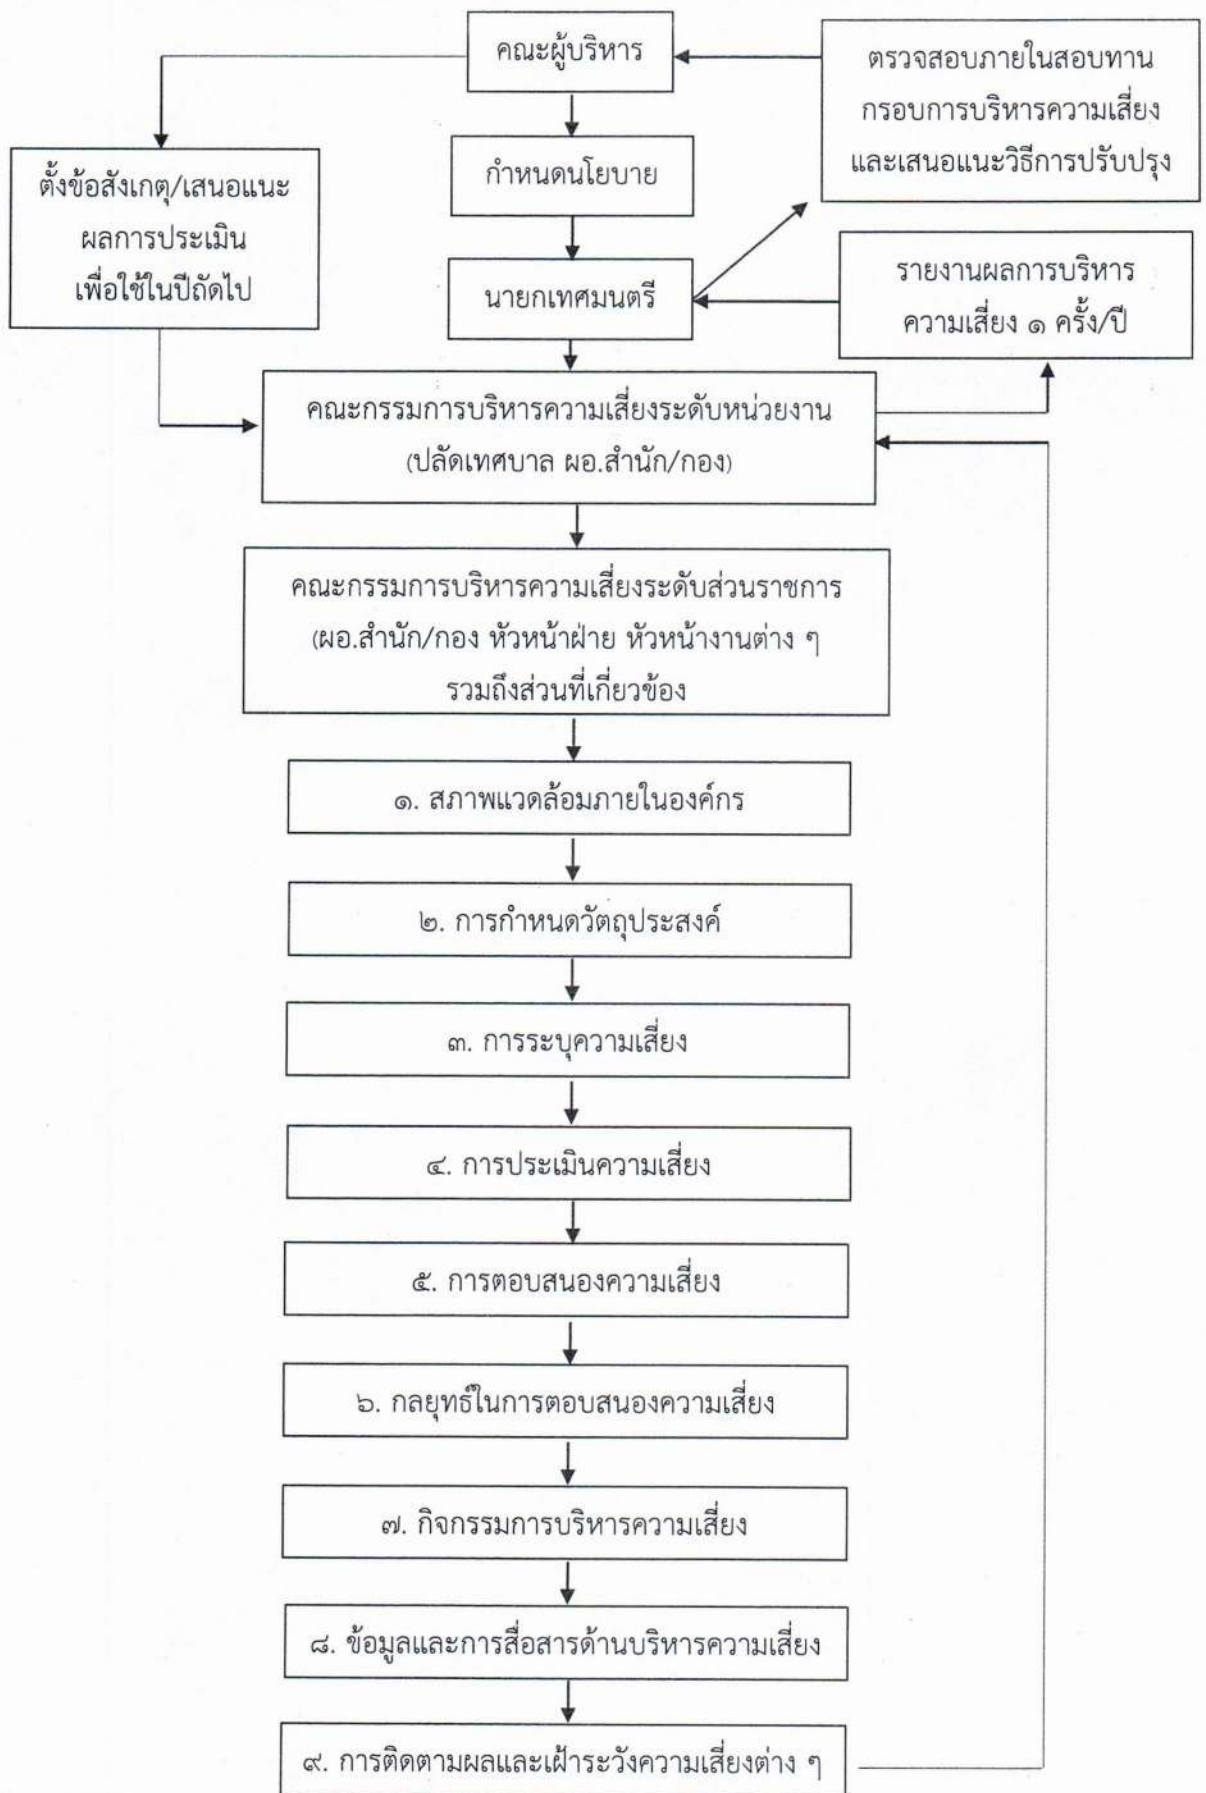 คณะผู้บริหาร
ตรวจสอบภายในสอบทาน
กรอบการบริหารความเสี่ยง
และเสนอแนะวิธีการปรับปรุง
กำหนดนโยบาย
ตั้งข้อสังเกตุ/เสนอแนะ
ผลการประเมิน
เพื่อใช้ในปีถัดไป
นายกเทศมนตรี
รายงานผลการบริหาร
ความเสี่ยง ๑ ครั้ง/ปี
คณะกรรมการบริหารความเสี่ยงระดับหน่วยงาน
(ปลัดเทศบาล ผอ.สำนัก/กอง)
คณะกรรมการบริหารความเสี่ยงระดับส่วนราชการ
(ผอ.สำนัก/กอง หัวหน้าฝ่าย หัวหน้างานต่าง ๆ
รวมถึงส่วนที่เกี่ยวข้อง
๑. สภาพแวดล้อมภายในองค์กร
๒. การกำหนดวัตถุประสงค์
๓. การระบุความเสี่ยง
๔. การประเมินความเสี่ยง
๕. การตอบสนองความเสี่ยง
๖. กลยุทธ์ในการตอบสนองความเสี่ยง
๗. กิจกรรมการบริหารความเสี่ยง
๘. ข้อมูลและการสื่อสารด้านบริหารความเสี่ยง
๙. การติดตามผลและเฝ้าระวังความเสี่ยงต่าง ๆ